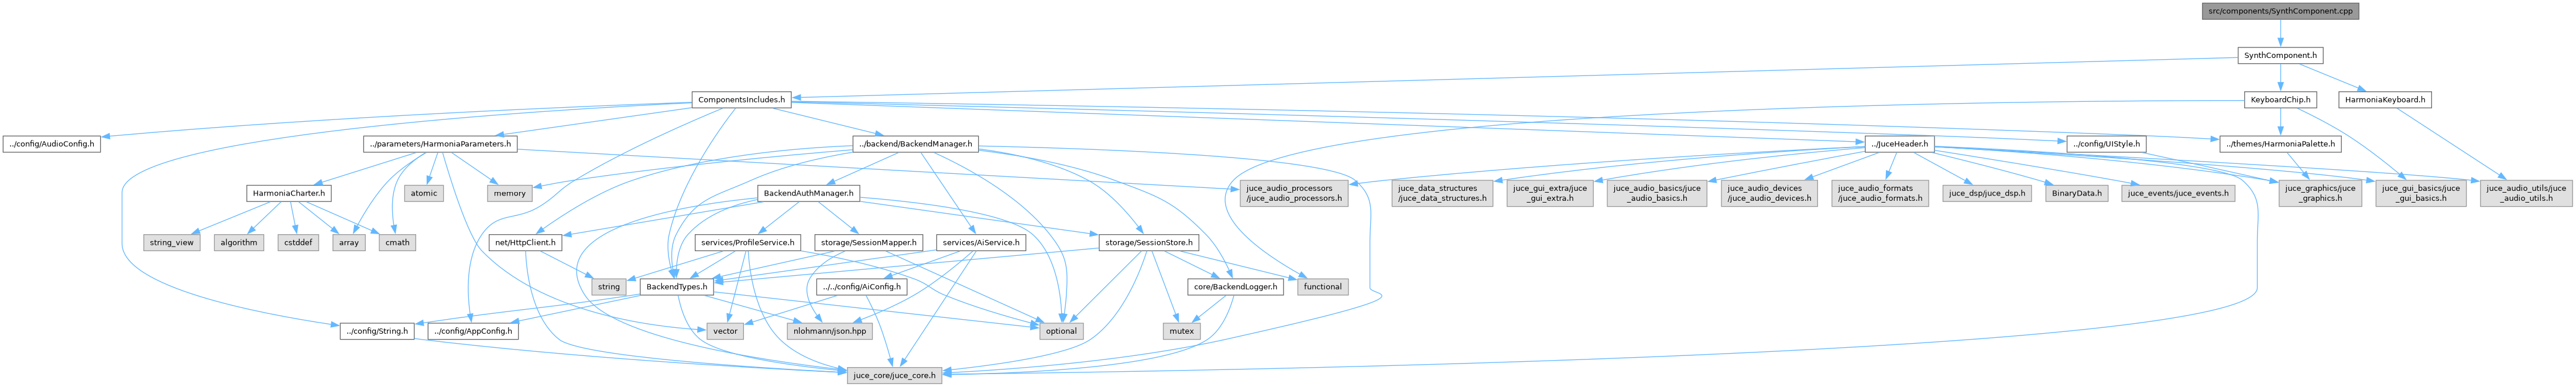 src/components/SynthComponent.cpp
SynthComponent.h
ComponentsIncludes.h
KeyboardChip.h
HarmoniaKeyboard.h
../config/AudioConfig.h
../parameters/HarmoniaParameters.h
../backend/BackendManager.h
../JuceHeader.h
../config/UIStyle.h
../themes/HarmoniaPalette.h
HarmoniaCharter.h
atomic
memory
BackendAuthManager.h
juce_audio_processors
/juce_audio_processors.h
juce_data_structures
/juce_data_structures.h
juce_gui_extra/juce
_gui_extra.h
juce_audio_basics/juce
_audio_basics.h
juce_audio_devices
/juce_audio_devices.h
juce_audio_formats
/juce_audio_formats.h
juce_dsp/juce_dsp.h
BinaryData.h
juce_events/juce_events.h
juce_graphics/juce
_graphics.h
juce_gui_basics/juce
_gui_basics.h
juce_audio_utils/juce
_audio_utils.h
string_view
algorithm
cstddef
array
cmath
net/HttpClient.h
services/ProfileService.h
storage/SessionMapper.h
services/AiService.h
storage/SessionStore.h
string
BackendTypes.h
../../config/AiConfig.h
core/BackendLogger.h
functional
../config/String.h
../config/AppConfig.h
vector
nlohmann/json.hpp
optional
mutex
juce_core/juce_core.h